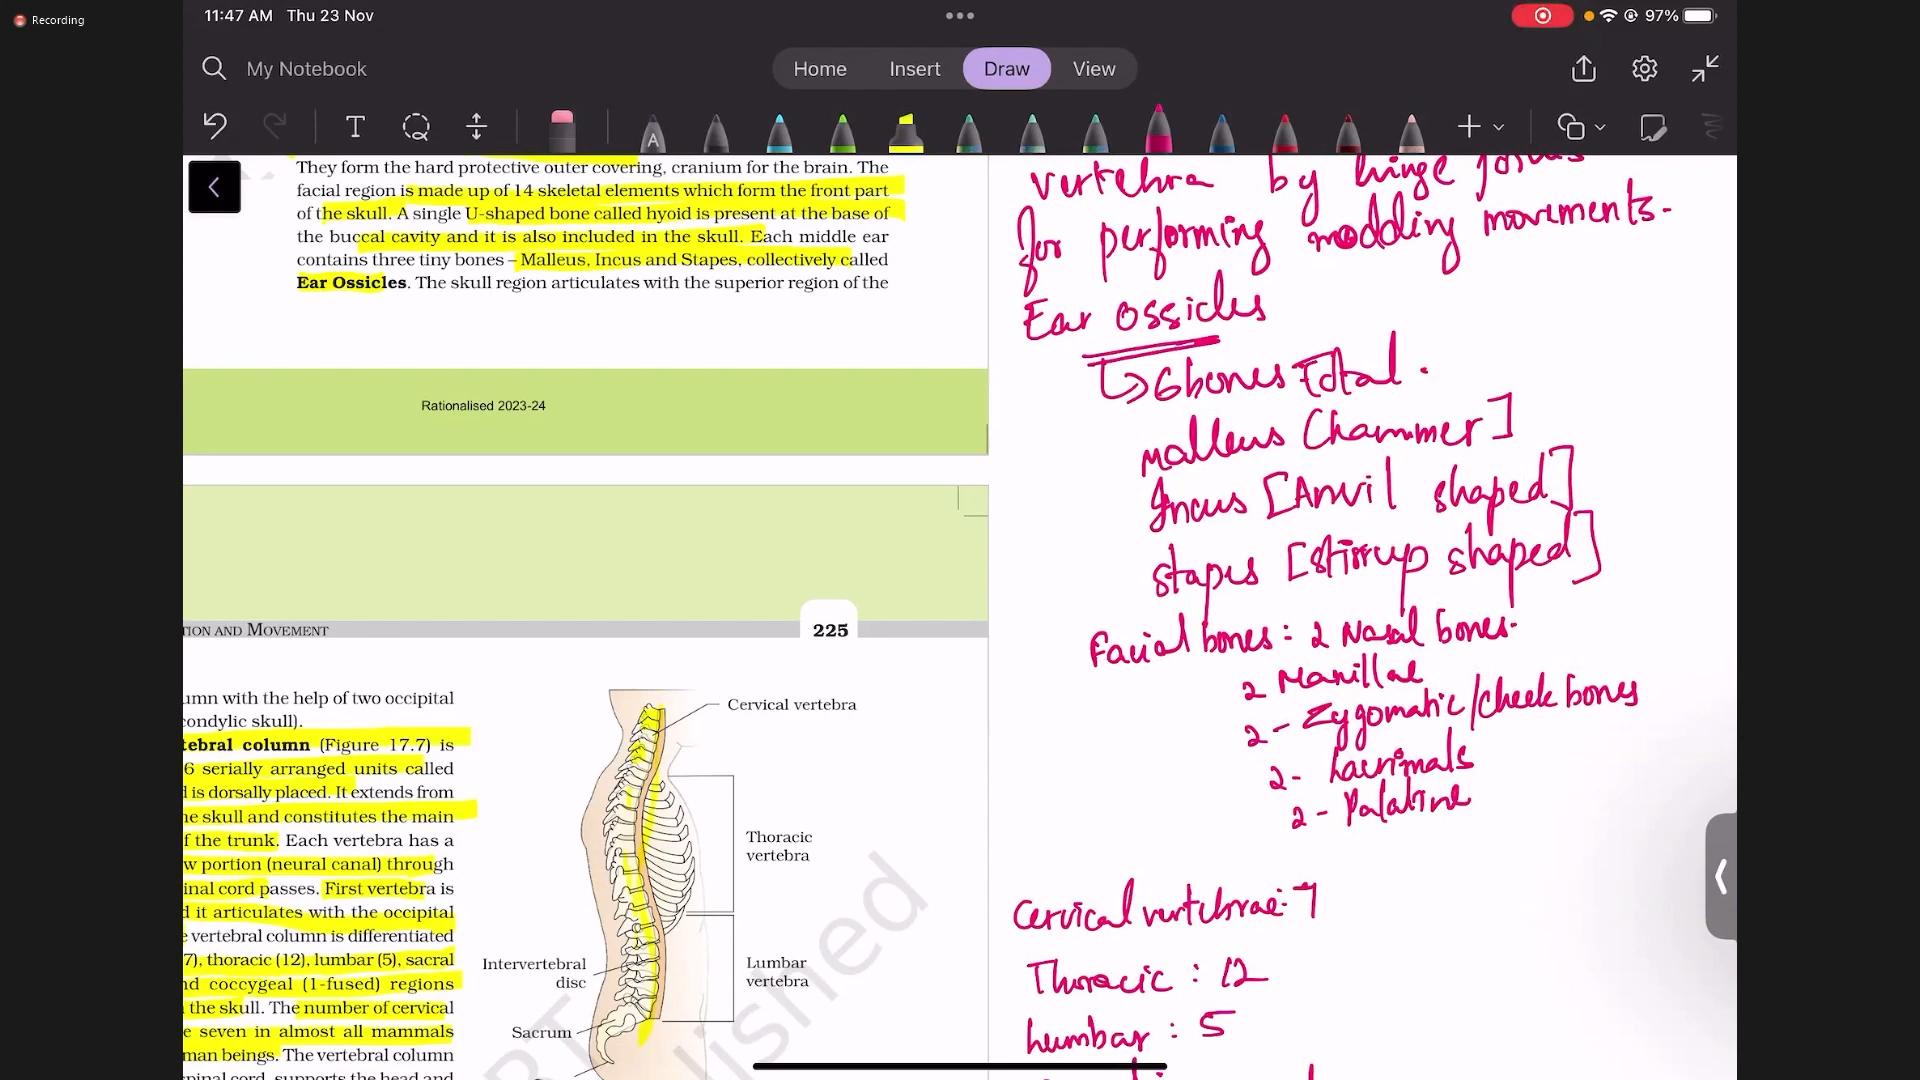 Recording
11:47 AM Thu 23 Nov
97%
My Notebook
Home Insert Draw View
T
A
They form the hard protective outer covering, cranium for the brain. The
facial region is made up of 14 skeletal elements which form the front part
of the skull. A single U-shaped bone called hyoid is present at the base of
the buccal cavity and it is also included in the skull. Each middle ear
contains three tiny bones – Malleus, Incus and Stapes, collectively called
Ear Ossicles. The skull region articulates with the superior region of the
Rationalised 2023-24
TION AND MOVEMENT
225
umn with the help of two occipital
condylic skull).
tebral column (Figure 17.7) is
6 serially arranged units called
d is dorsally placed. It extends from
ne skull and constitutes the main
f the trunk. Each vertebra has a
w portion (neural canal) through
inal cord passes. First vertebra is
d it articulates with the occipital
e vertebral column is differentiated
7), thoracic (12), lumbar (5), sacral
nd coccygeal (1-fused) regions
the skull. The number of cervical
e seven in almost all mammals
man beings. The vertebral column
spinal cord, supports the head and
Cervical vertebra
Thoracic
vertebra
Intervertebral
disc
Lumbar
vertebra
Sacrum
vertebra by hinge
for performing nodding movements.
Ear ossicles
↳ 6 bones Total.
malleus [hammer]
Incus [Anvil shaped]
stapes [stirrup shaped]
Facial bones: 2 Nasal bones.
2 Maxillae
2 - Zygomatic/cheek bones
2 - Lacrimals
2 - Palatine
Cervical vertebrae: 7
Thoracic : 12
Lumbar : 5